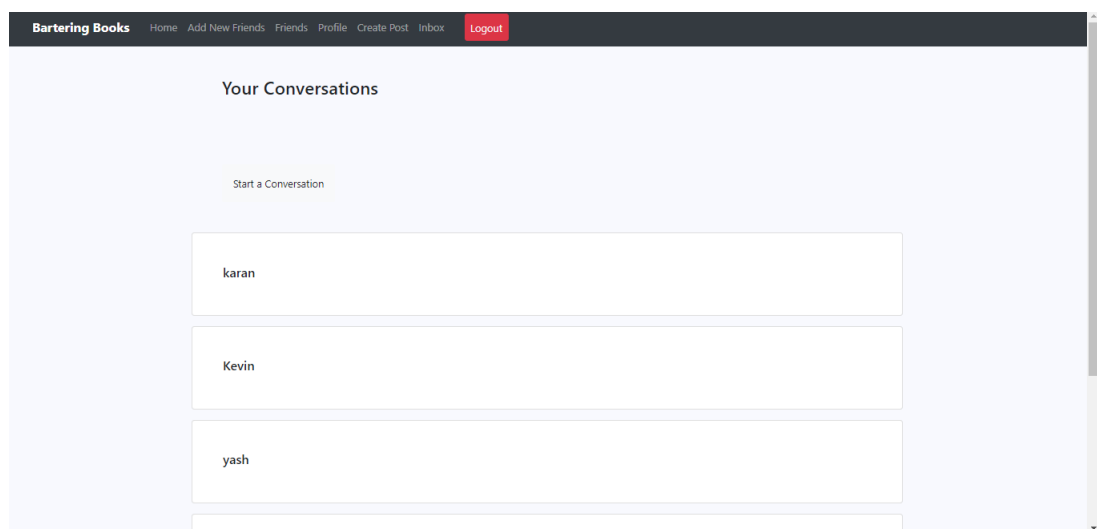 Bartering Books Home Add New Friends Friends Profile Create Post Inbox Logout
Your Conversations
Start a Conversation
karan
Kevin
yash